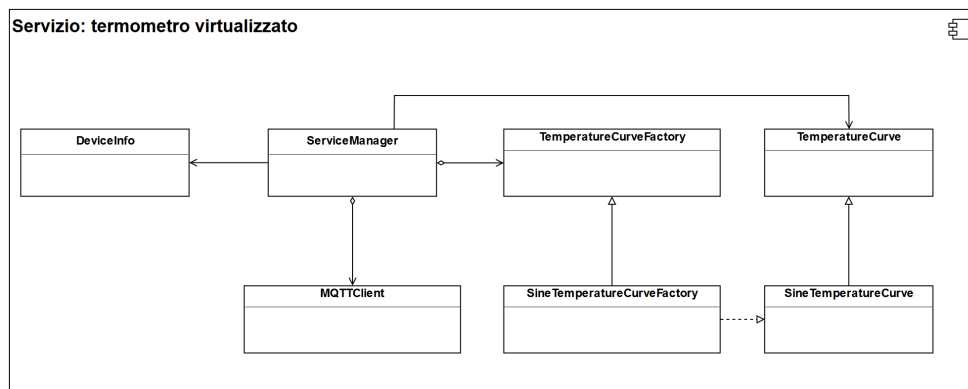 Servizio: termometro virtualizzato
DeviceInfo
ServiceManager
TemperatureCurveFactory
TemperatureCurve
MQTTClient
SineTemperatureCurveFactory
SineTemperatureCurve